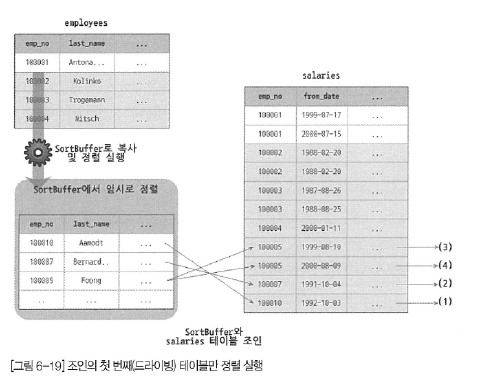 employees
emp_no last_name ...
100001 Antona... ...
100002 Kolinko ...
100003 Trogemann ...
100004 Nitsch ...
SortBuffer로 복사
및 정렬 실행
SortBuffer에서 임시로 정렬
emp_no last_name ...
100010 Aamodt ...
100007 Bernard.. ...
100005 Foong ...
.. ... ...
salaries
emp_no from_date ...
100001 1999-07-17 ...
100001 2000-07-15 ...
100002 1988-02-20 ...
100002 1988-02-20 ...
100003 1987-08-26 ...
100003 1988-08-25 ...
100004 2000-01-11 ...
100005 1999-08-10 ... (3)
100005 2000-08-09 ... (4)
100007 1991-10-04 ... (2)
100010 1992-10-03 ... (1)
SortBuffer와
salaries 테이블 조인
[그림 6-19] 조인의 첫 번째(드라이빙) 테이블만 정렬 실행